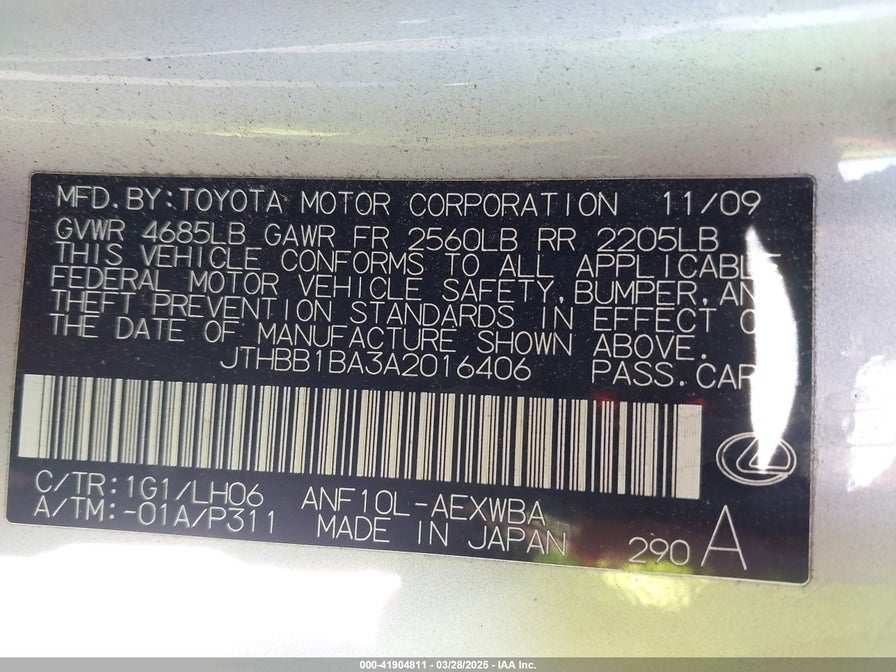 MFD. BY: TOYOTA MOTOR CORPORATION 11/09
GVWR 4685LB GAWR FR 2560LB RR 2205LB
THIS VEHICLE CONFORMS TO ALL APPLICABLE
FEDERAL MOTOR VEHICLE SAFETY, BUMPER, AN
THEFT PREVENTION STANDARDS IN EFFECT O
THE DATE OF MANUFACTURE SHOWN ABOVE.
JTHBB1BA3A2016406 PASS. CAR
C/TR: 1G1/LH06 ANF10L-AEXWBA
A/TM: -01A/P311 MADE IN JAPAN 290 A
000-41904811 - 03/28/2025 - IAA Inc.